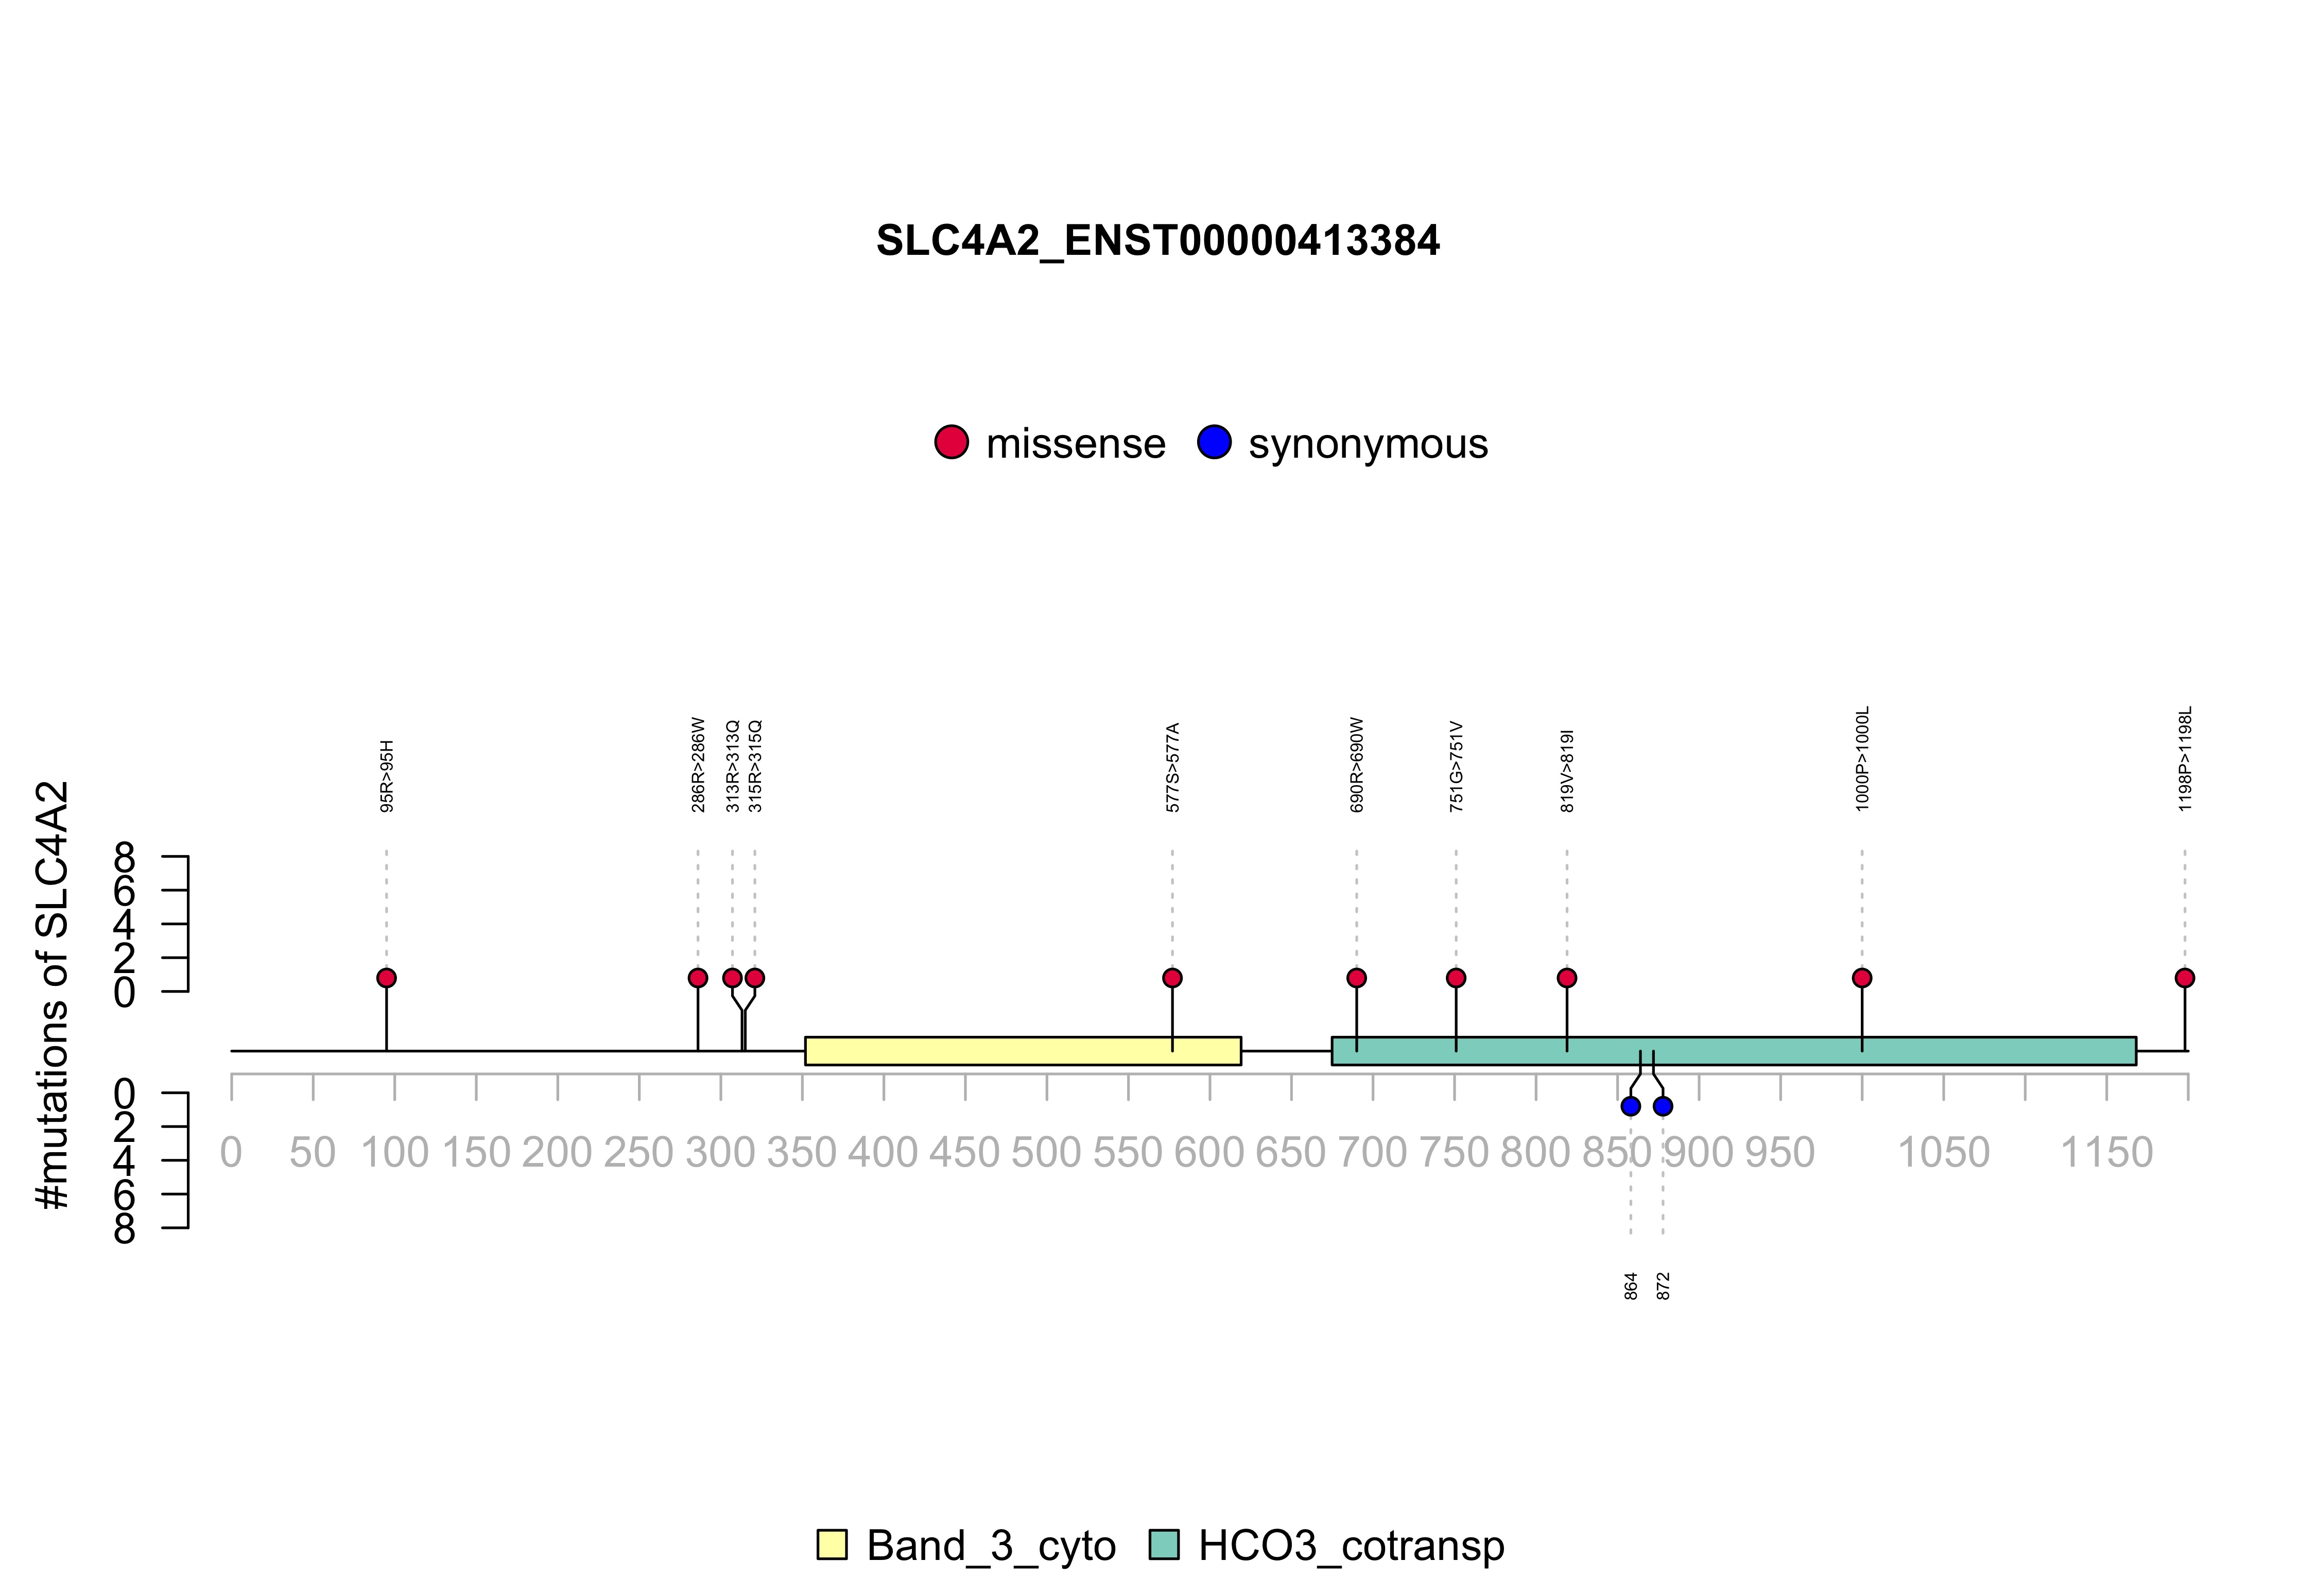 SLC4A2_ENST00000413384
missense synonymous
95R>95H
286R>286W
313R>313Q
315R>315Q
577S>577A
690R>690W
751G>751V
819V>819I
1000P>1000L
1198P>1198L
#mutations of SLC4A2
8
6
4
2
0
0
2
4
6
8
0 50 100 150 200 250 300 350 400 450 500 550 600 650 700 750 800 850 900 950 1050 1150
864
872
Band_3_cyto HCO3_cotransp